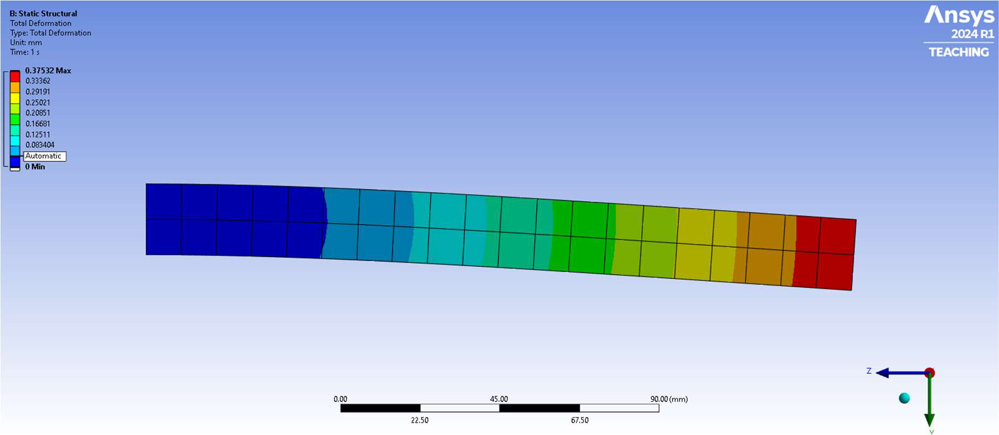 B: Static Structural
Total Deformation
Type: Total Deformation
Unit: mm
Time: 1 s
Ansys
2024 R1
TEACHING
0.37532 Max
0.33362
0.29191
0.25021
0.20851
0.16681
0.12511
0.083404
Automatic
0 Min
Z
Y
0.00
45.00
90.00 (mm)
22.50
67.50